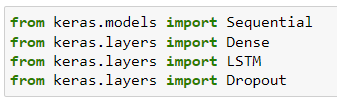 from keras.models import Sequential
from keras.layers import Dense
from keras.layers import LSTM
from keras.layers import Dropout